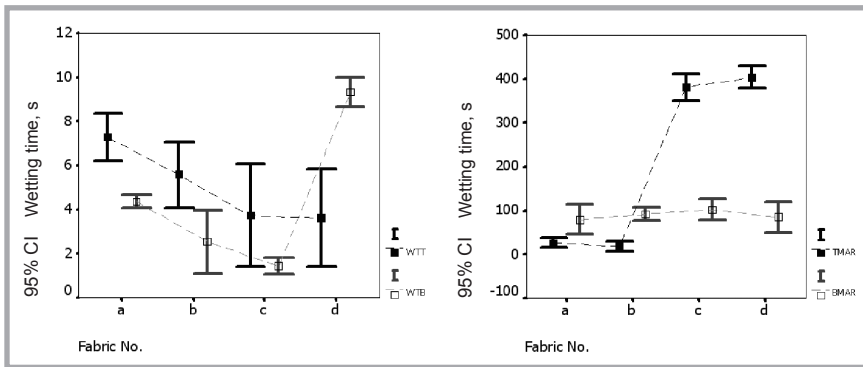 95% CI Wetting time, s
12
10
8
6
4
2
0
a b c d
Fabric No.
WTT
WTB
95% CI Wetting time, s
500
400
300
200
100
0
-100
a b c d
Fabric No.
TMAR
BMAR